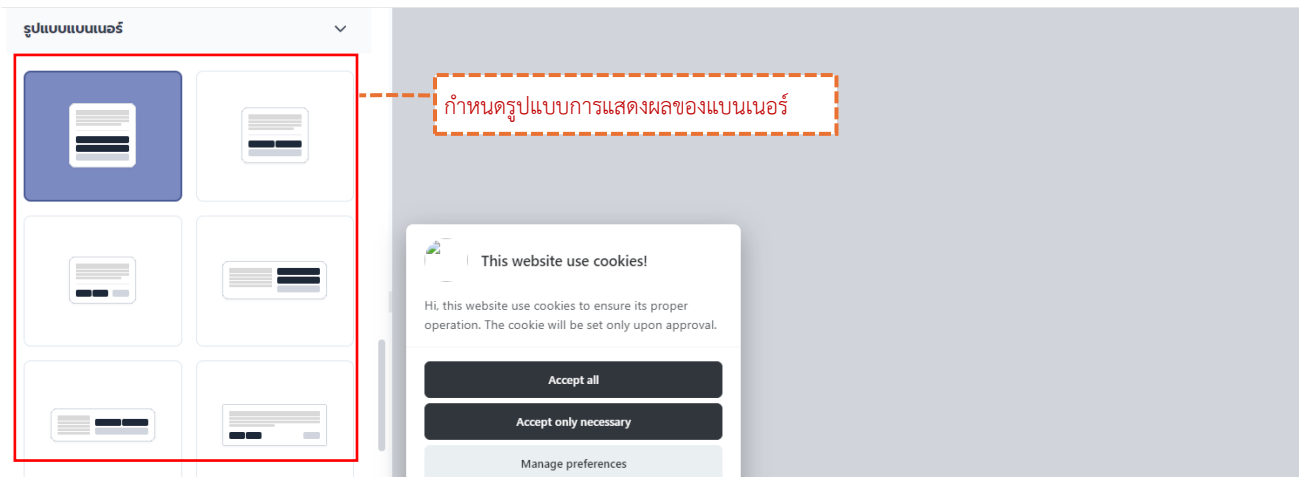 รูปแบบแบนเนอร์
กำหนดรูปแบบการแสดงผลของแบนเนอร์
This website use cookies!
Hi, this website use cookies to ensure its proper
operation. The cookie will be set only upon approval.
Accept all
Accept only necessary
Manage preferences